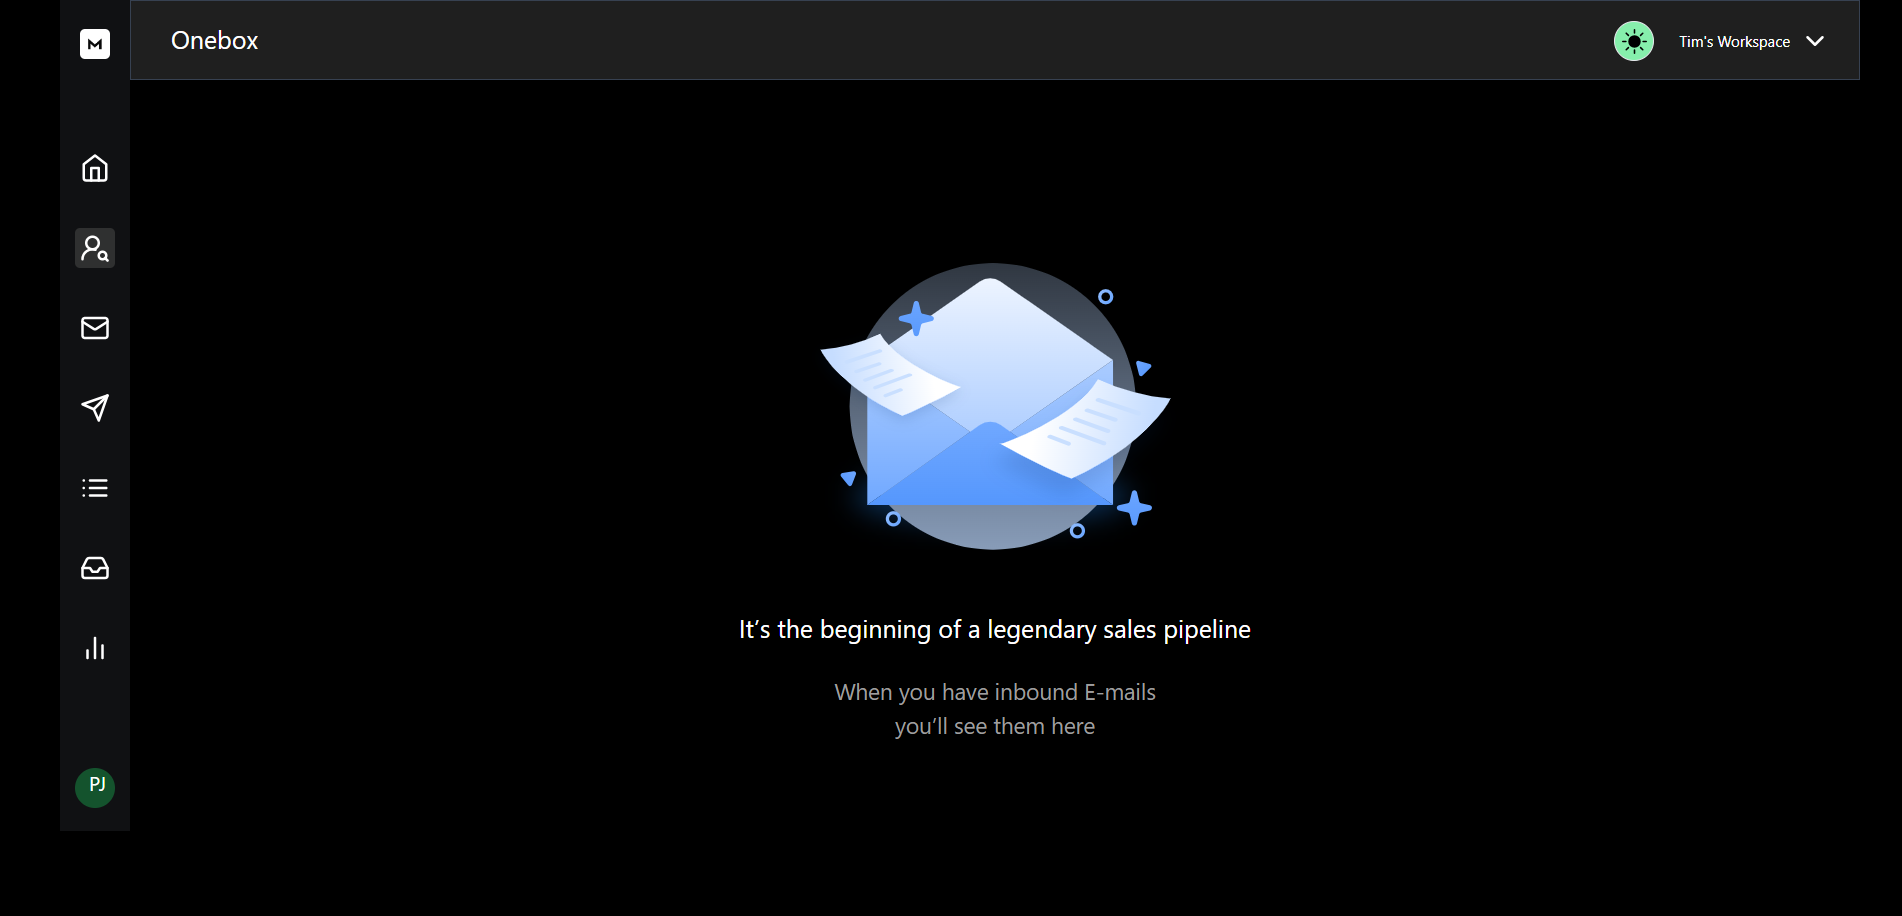 M
Onebox
Tim's Workspace
It’s the beginning of a legendary sales pipeline
When you have inbound E-mails
you’ll see them here
PJ